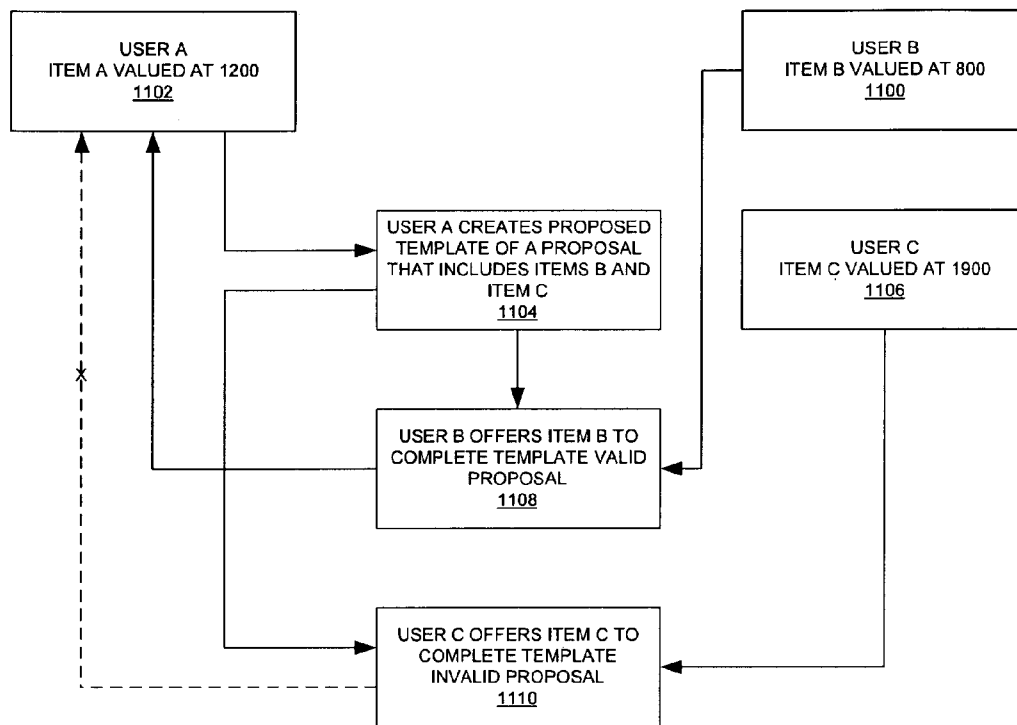 USER A
ITEM A VALUED AT 1200
1102
USER B
ITEM B VALUED AT 800
1100
USER A CREATES PROPOSED
TEMPLATE OF A PROPOSAL
THAT INCLUDES ITEMS B AND
ITEM C
1104
USER C
ITEM C VALUED AT 1900
1106
X
USER B OFFERS ITEM B TO
COMPLETE TEMPLATE VALID
PROPOSAL
1108
USER C OFFERS ITEM C TO
COMPLETE TEMPLATE
INVALID PROPOSAL
1110